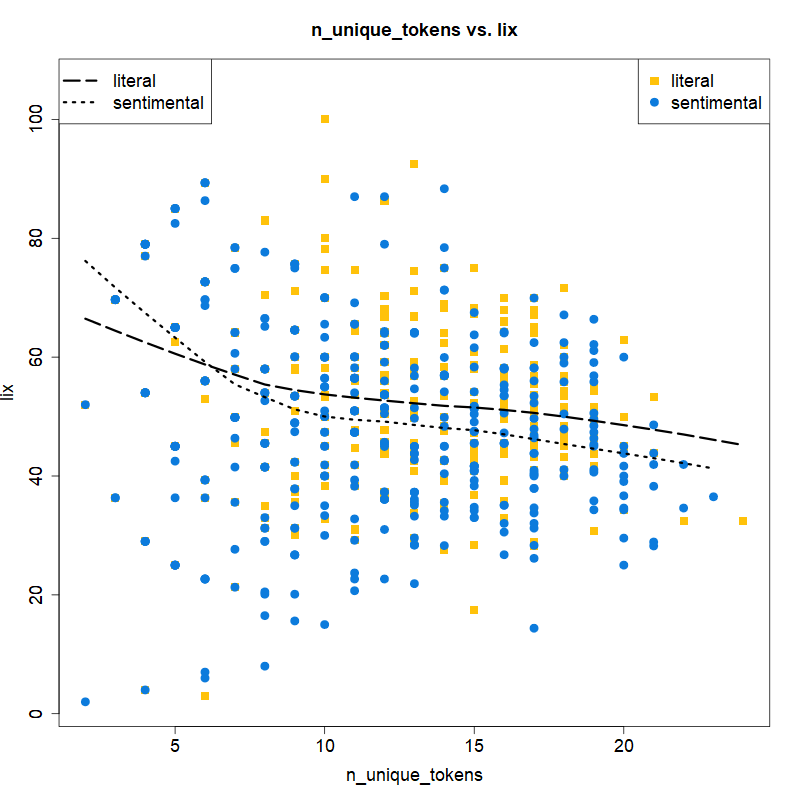 n_unique_tokens vs. lix
literal
sentimental
literal
sentimental
lix
0
20
40
60
80
100
5
10
15
20
n_unique_tokens